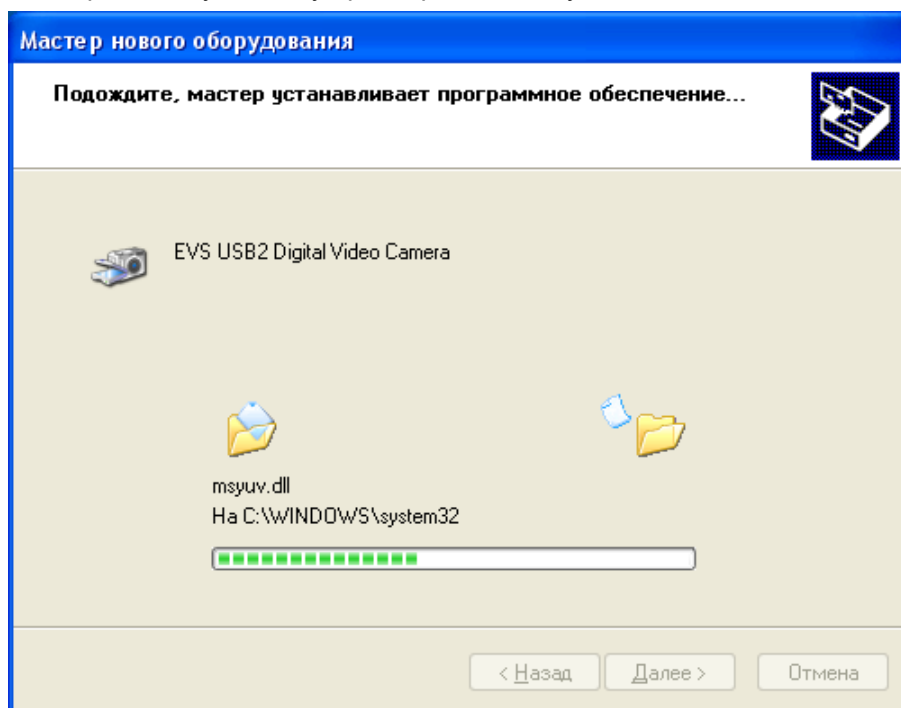 Мастер нового оборудования
Подождите, мастер устанавливает программное обеспечение...
EVS USB2 Digital Video Camera
msyuv.dll
На C:\WINDOWS\system32
< Назад
Далее >
Отмена